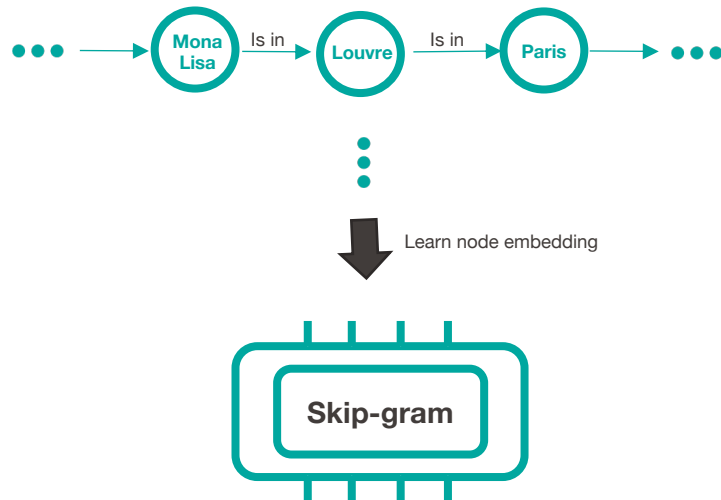 Mona
Lisa
Is in
Louvre
Is in
Paris
Learn node embedding
Skip-gram